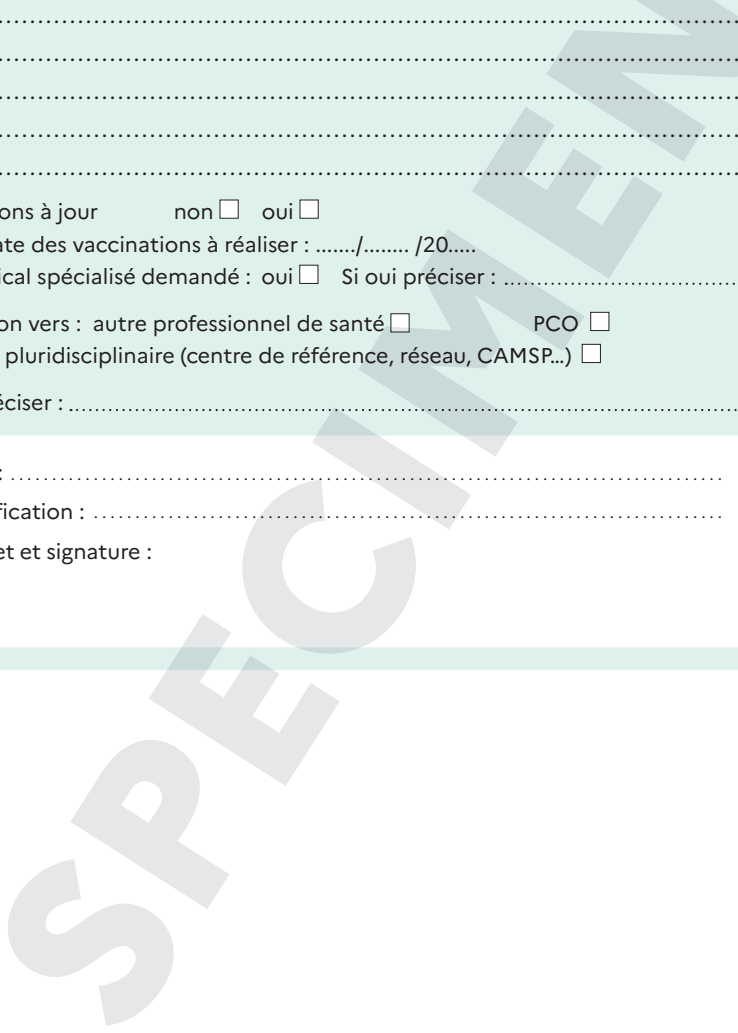 ons à jour non oui
ate des vaccinations à réaliser : ......./........ /20.....
ical spécialisé demandé : oui Si oui préciser :
on vers : autre professionnel de santé PCO
pluridisciplinaire (centre de référence, réseau, CAMSP...)
éciser :
:
fication :
et et signature :
SPECIMEN